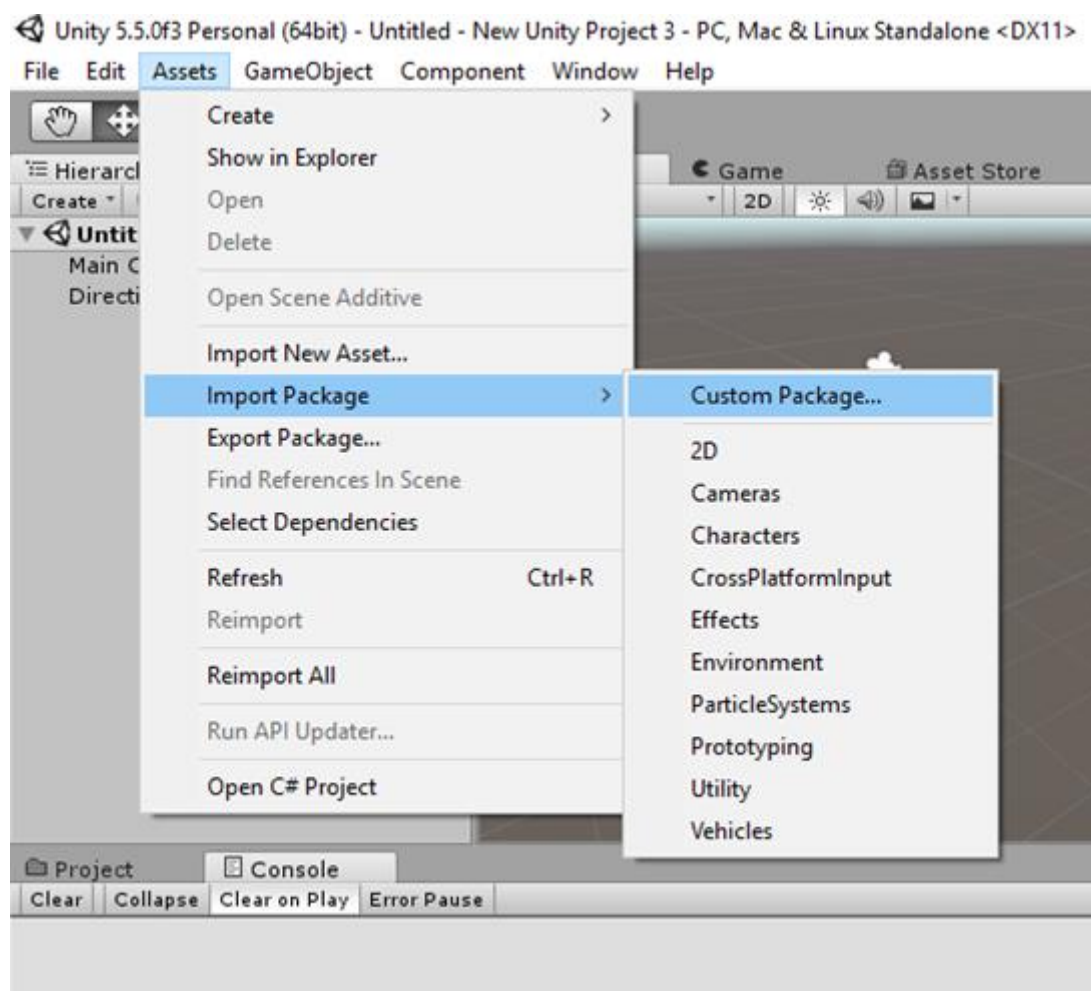 Unity 5.5.0f3 Personal (64bit) - Untitled - New Unity Project 3 - PC, Mac & Linux Standalone <DX11>
File Edit Assets GameObject Component Window Help
Create >
Show in Explorer
Hierarcl Game Asset Store
Create Open 2D
Untit Delete
Main C
Directi Open Scene Additive
Import New Asset...
Import Package > Custom Package...
Export Package...
2D
Find References In Scene
Cameras
Select Dependencies
Characters
Refresh Ctrl+R CrossPlatformInput
Reimport Effects
Environment
Reimport All
ParticleSystems
Run API Updater...
Prototyping
Open C# Project Utility
Vehicles
Project Console
Clear Collapse Clear on Play Error Pause